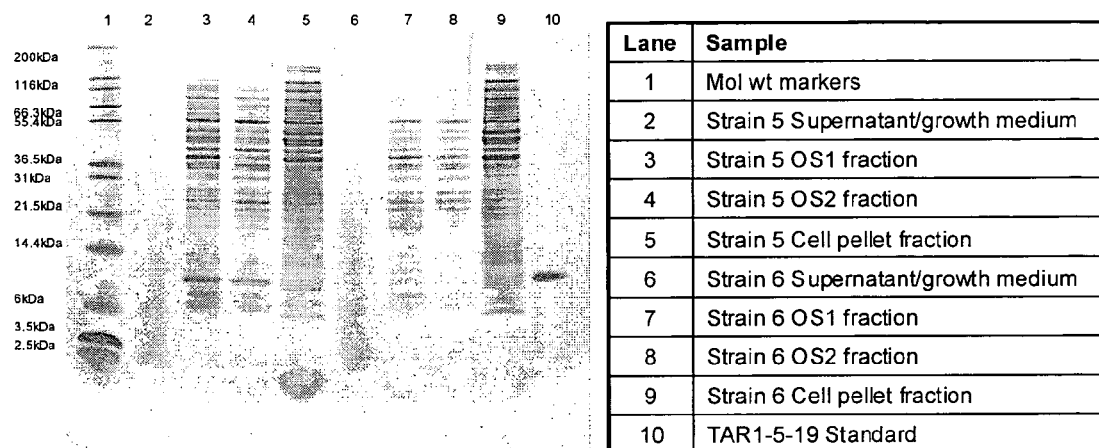 1 2 3 4 5 6 7 8 9 10
200kDa
116kDa
66.3kDa
55.4kDa
36.5kDa
31kDa
21.5kDa
14.4kDa
6kDa
3.5kDa
2.5kDa
Lane Sample
1 Mol wt markers
2 Strain 5 Supernatant/growth medium
3 Strain 5 OS1 fraction
4 Strain 5 OS2 fraction
5 Strain 5 Cell pellet fraction
6 Strain 6 Supernatant/growth medium
7 Strain 6 OS1 fraction
8 Strain 6 OS2 fraction
9 Strain 6 Cell pellet fraction
10 TAR1-5-19 Standard